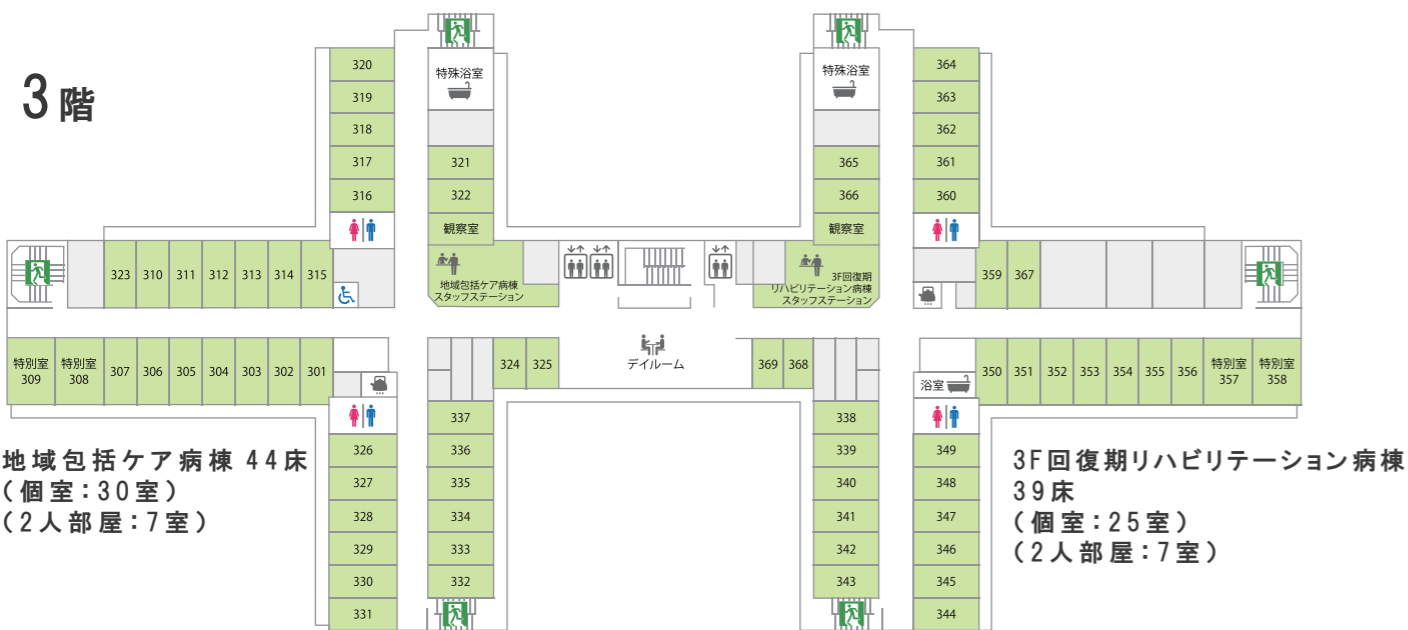 3階
320
319
318
317
316
特殊浴室
321
322
観察室
地域包括ケア病棟
スタッフステーション
特殊浴室
365
366
観察室
3F回復期
リハビリテーション病棟
スタッフステーション
364
363
362
361
360
323 310 311 312 313 314 315
359 367
特別室
309
特別室
308
307 306 305 304 303 302 301
324 325
デイルーム
369 368
浴室
350 351 352 353 354 355 356
特別室
357
特別室
358
326
327
328
329
330
331
337
336
335
334
333
332
338
339
340
341
342
343
349
348
347
346
345
344
地域包括ケア病棟 44床
(個室:30室)
(2人部屋:7室)
3F回復期リハビリテーション病棟
39床
(個室:25室)
(2人部屋:7室)